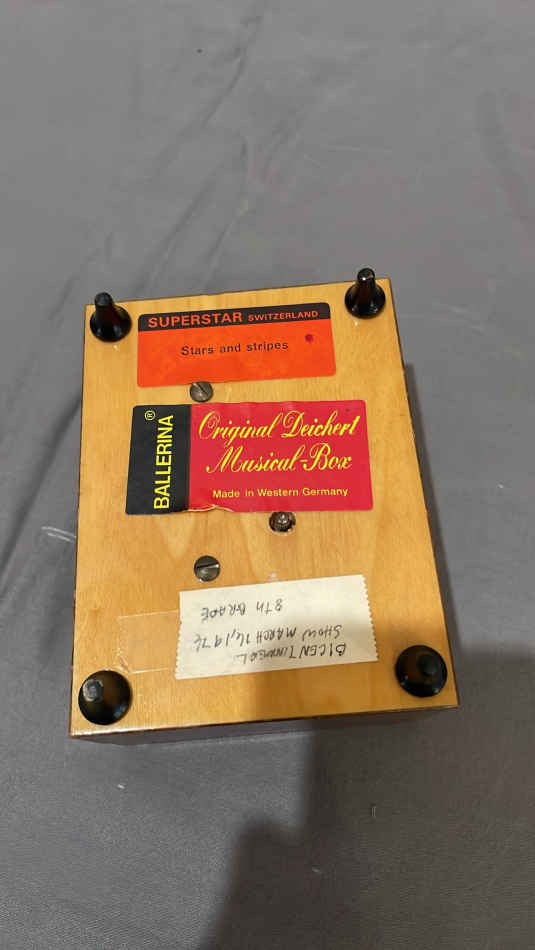 SUPERSTAR SWITZERLAND
Stars and stripes
BALLERINA ®
Original Deichert
Musical-Box
Made in Western Germany
BICENTINNEAL
SHOW MARCH 16, 1976
8TH GRADE